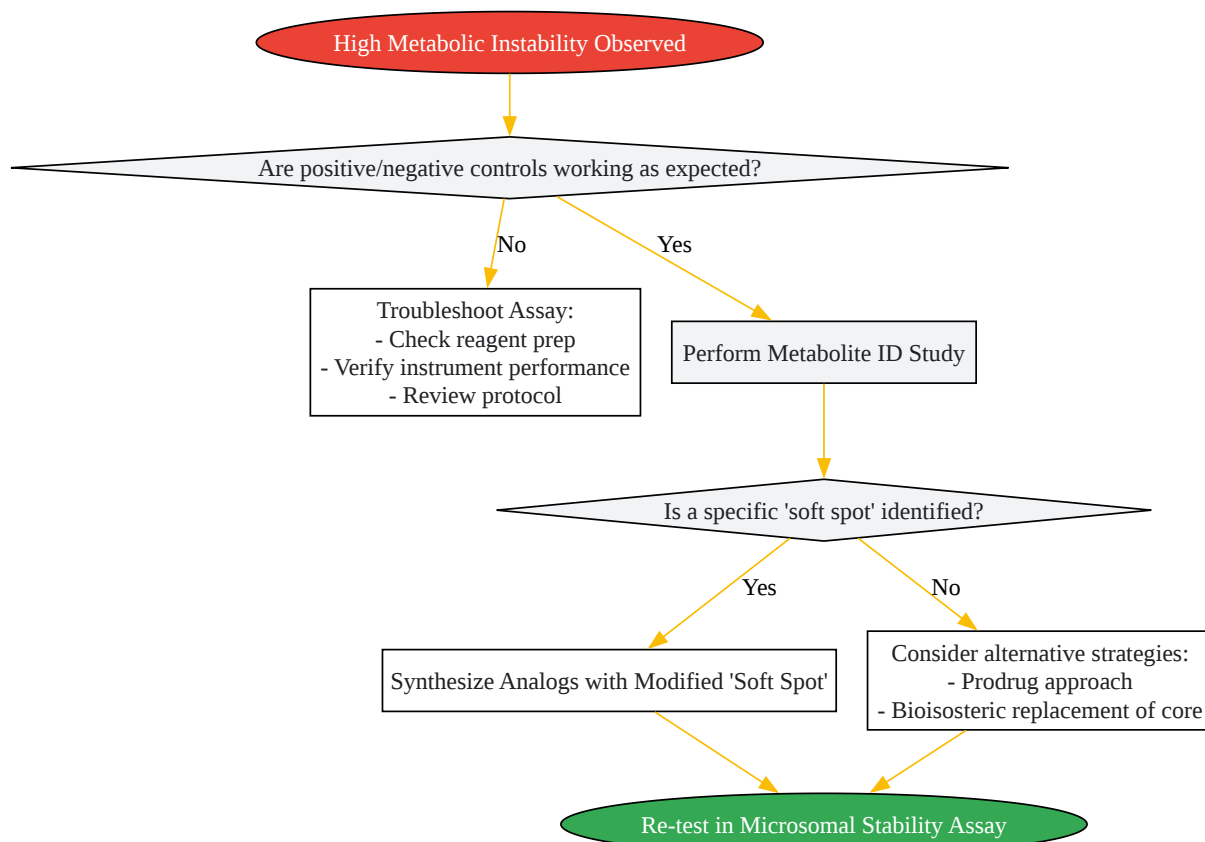 High Metabolic Instability Observed
Are positive/negative controls working as expected?
No
Yes
Troubleshoot Assay:
- Check reagent prep
- Verify instrument performance
- Review protocol
Perform Metabolite ID Study
Is a specific 'soft spot' identified?
Yes
No
Synthesize Analogs with Modified 'Soft Spot'
Consider alternative strategies:
- Prodrug approach
- Bioisosteric replacement of core
Re-test in Microsomal Stability Assay